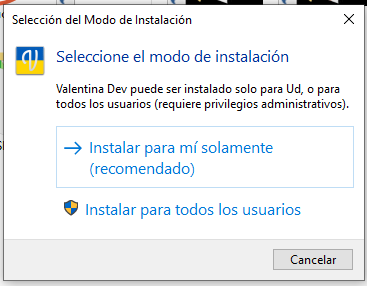 Selección del Modo de Instalación
Seleccione el modo de instalación
Valentina Dev puede ser instalado solo para Ud, o para
todos los usuarios (requiere privilegios administrativos).
Instalar para mí solamente
(recomendado)
Instalar para todos los usuarios
Cancelar